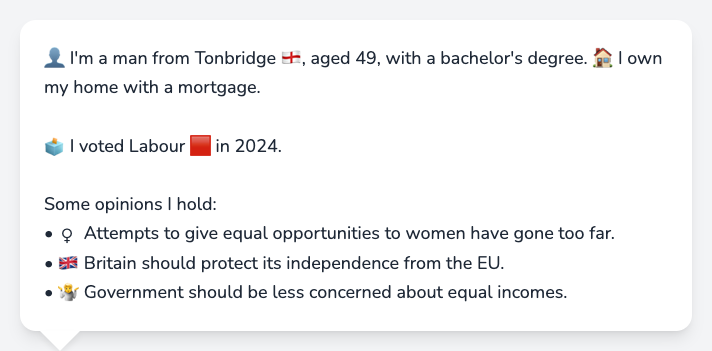 👤 I'm a man from Tonbridge 🏴󠁧󠁢󠁥󠁮󠁧󠁿, aged 49, with a bachelor's degree. 🏠 I own
my home with a mortgage.
🗳️ I voted Labour 🟥 in 2024.
Some opinions I hold:
• ♀ Attempts to give equal opportunities to women have gone too far.
• 🇬🇧 Britain should protect its independence from the EU.
• 🤷 Government should be less concerned about equal incomes.